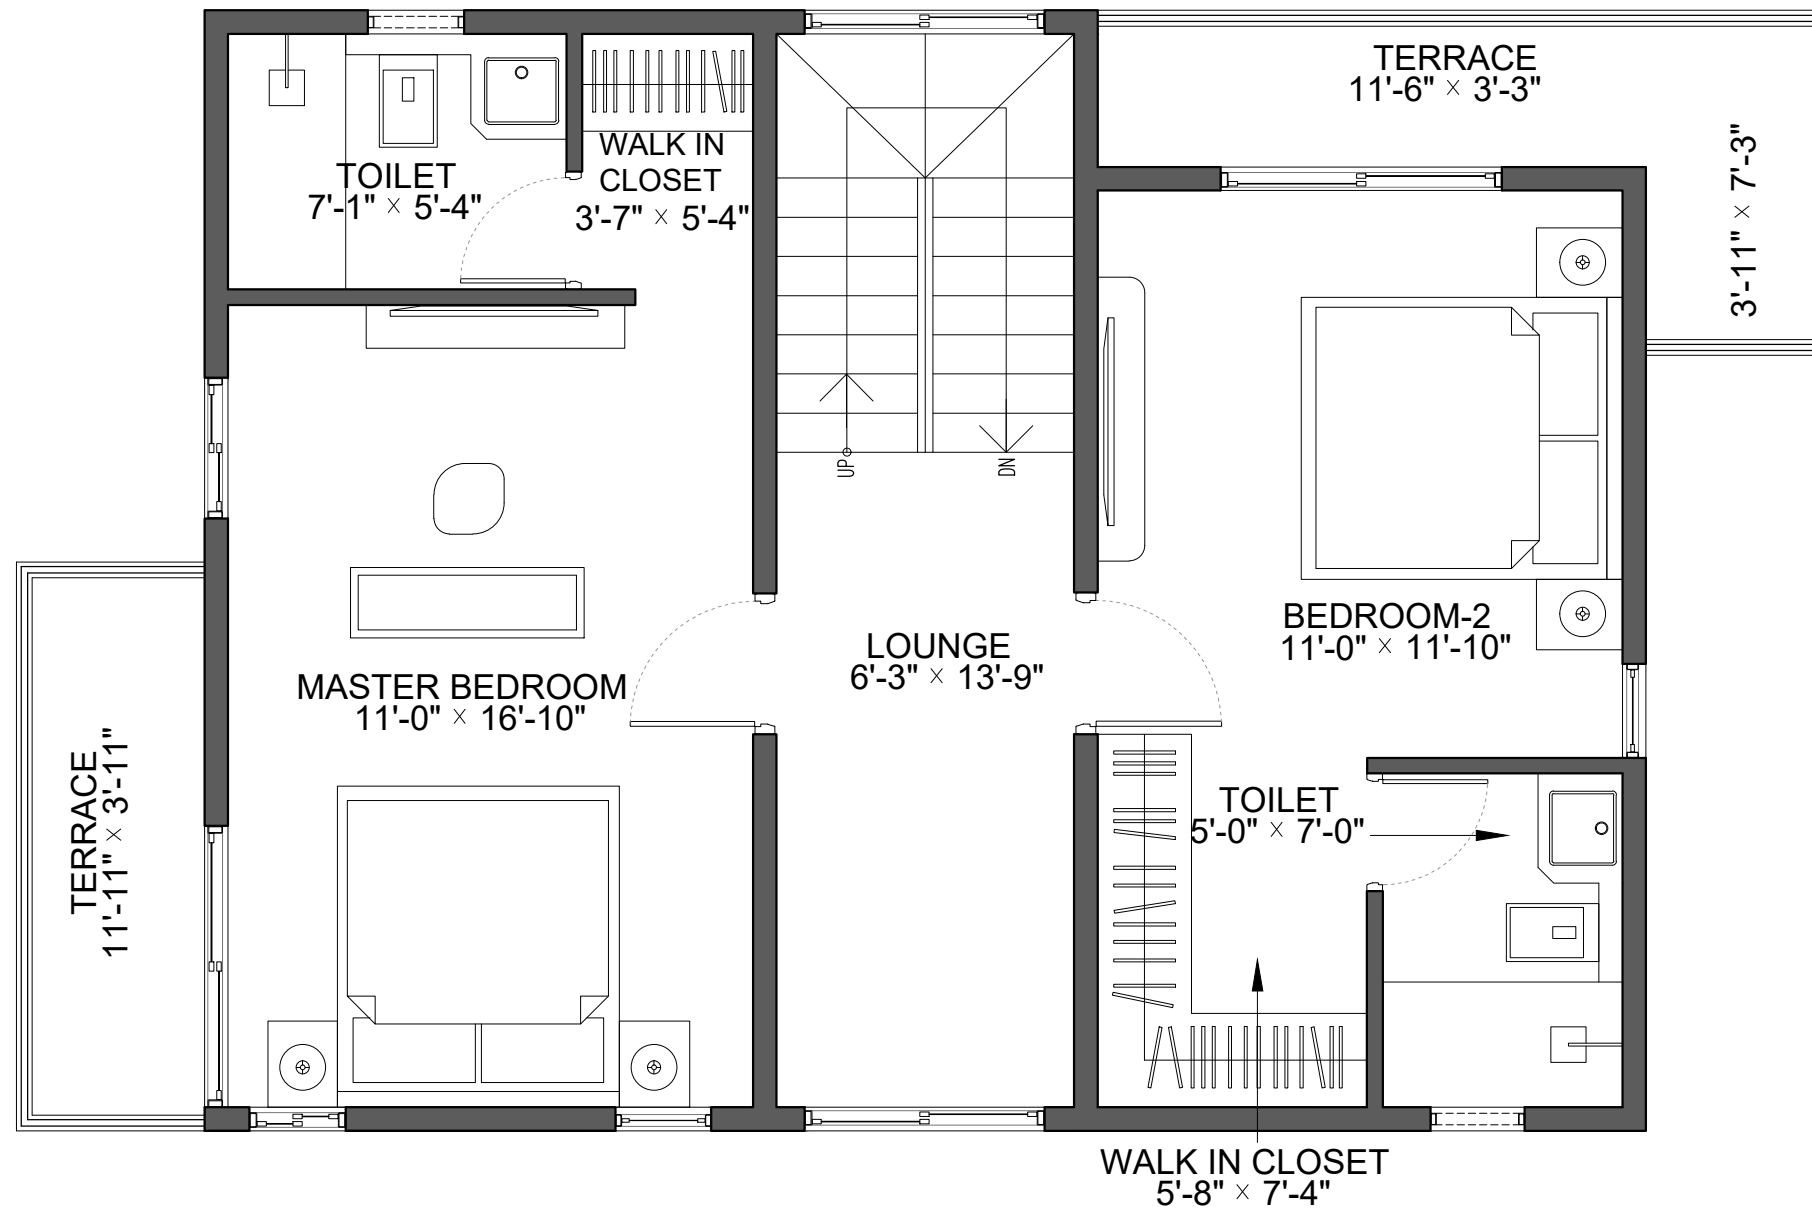 TERRACE
11'-6" × 3'-3"
3'-11" × 7'-3"
WALK IN
CLOSET
3'-7" × 5'-4"
TOILET
7'-1" × 5'-4"
UP
DN
BEDROOM-2
11'-0" × 11'-10"
LOUNGE
6'-3" × 13'-9"
MASTER BEDROOM
11'-0" × 16'-10"
TERRACE
11'-11" × 3'-11"
TOILET
5'-0" × 7'-0"
WALK IN CLOSET
5'-8" × 7'-4"